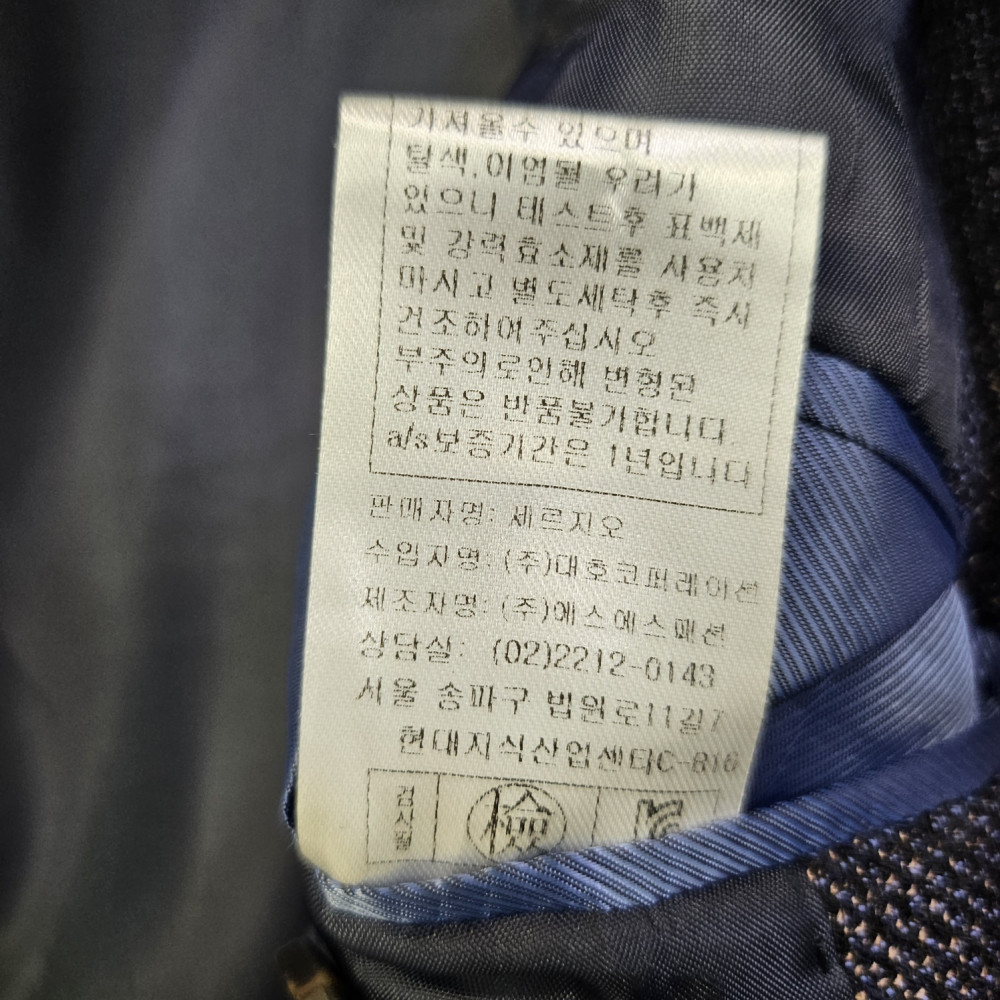 가져올수 있으며
탈색.이염될 우려가
있으니 테스트후 표백제
및 강력효소제를 사용치
마시고 별도세탁후 즉시
건조하여주십시오
부주의로인해 변형된
상품은 반품불가합니다.
a/s보증기간은 1년입니다
판매자명: 세르지오
수입자명: (주)대호코퍼레이션
제조자명: (주)에스에스패션
상담실: (02)2212-0143
서울 송파구 법원로11길7
현대지식산업센터C-816
검사필 檢 KC